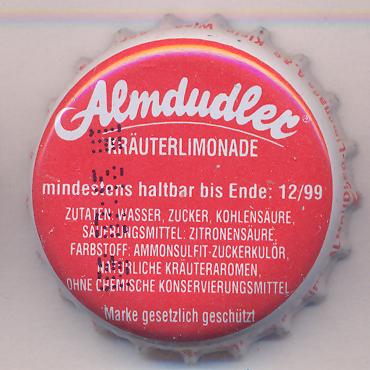 Almdudler®
KRÄUTERLIMONADE
mindestens haltbar bis Ende: 12/99
ZUTATEN: WASSER, ZUCKER, KOHLENSÄURE,
SÄUERUNGSMITTEL: ZITRONENSÄURE,
FARBSTOFF: AMMONSULFIT-ZUCKERKULÖR,
NATÜRLICHE KRÄUTERAROMEN,
OHNE CHEMISCHE KONSERVIERUNGSMITTEL
Marke gesetzlich geschützt